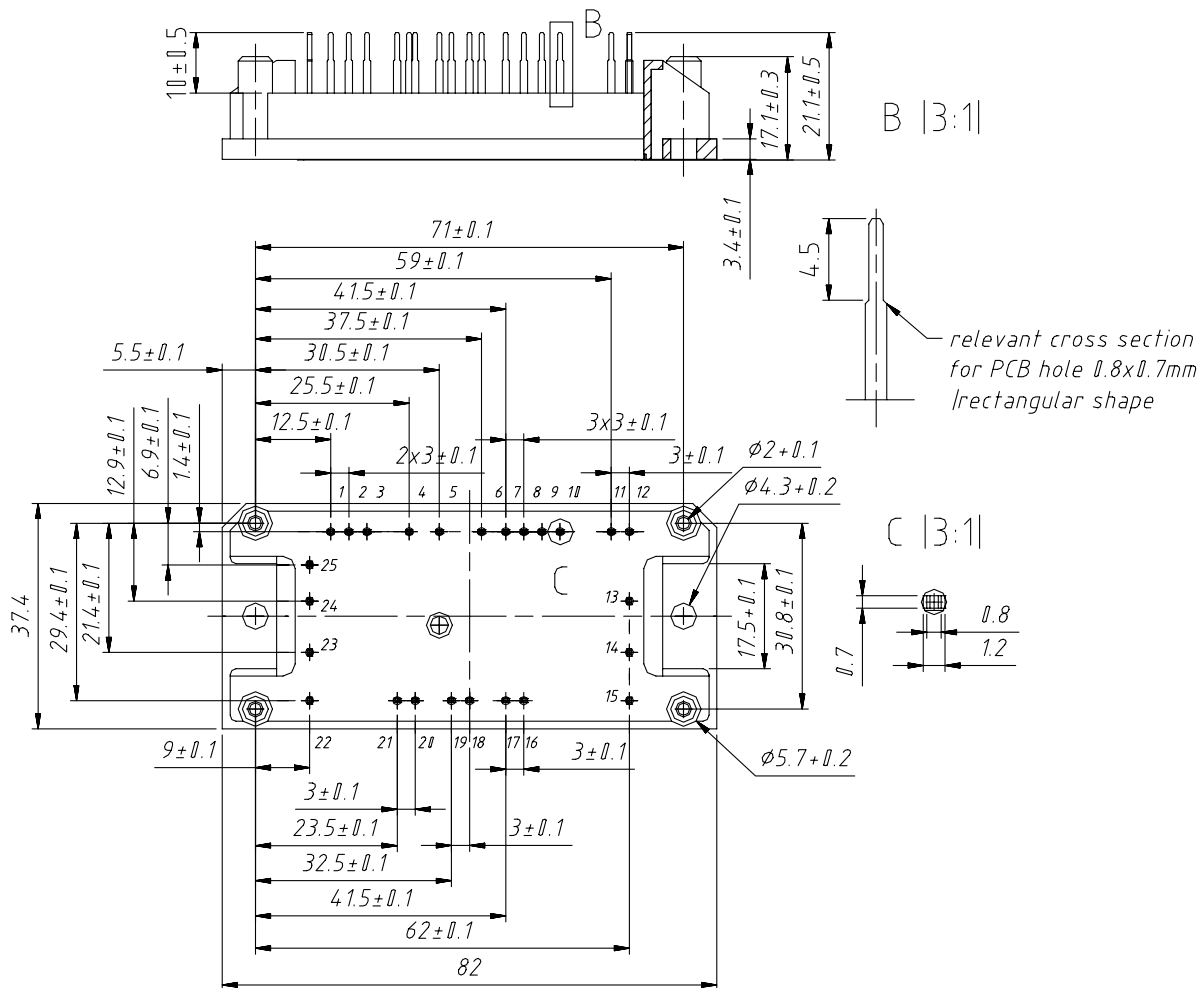 B
10±0.5
17.1±0.3
21.1±0.5
3.4±0.1
B |3:1|
71±0.1
59±0.1
41.5±0.1
37.5±0.1
5.5±0.1
30.5±0.1
25.5±0.1
12.5±0.1
3x3±0.1
2x3±0.1
3±0.1
4.5
relevant cross section
for PCB hole 0.8x0.7mm
|rectangular shape
12.9±0.1
6.9±0.1
1.4±0.1
Φ2+0.1
Φ4.3+0.2
1 2 3 4 5 6 7 8 9 10 11 12
C
C |3:1|
25
24
23
13
14
15
37.4
29.4±0.1
21.4±0.1
17.5±0.1
30.8±0.1
0.8
1.2
0.7
22 21 20 19 18 17 16
9±0.1
3±0.1
Φ5.7+0.2
3±0.1
23.5±0.1
3±0.1
32.5±0.1
41.5±0.1
62±0.1
82